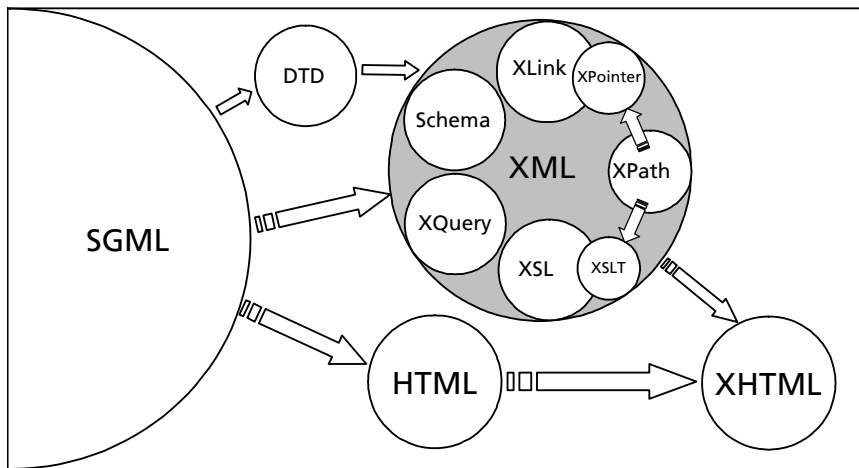 SGML
DTD
XML
Schema
XLink
XPointer
XPath
XQuery
XSL
XSLT
HTML
XHTML